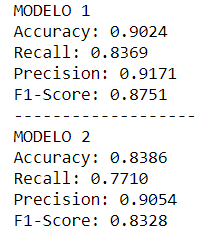 MODELO 1
Accuracy: 0.9024
Recall: 0.8369
Precision: 0.9171
F1-Score: 0.8751
-------------------
MODELO 2
Accuracy: 0.8386
Recall: 0.7710
Precision: 0.9054
F1-Score: 0.8328